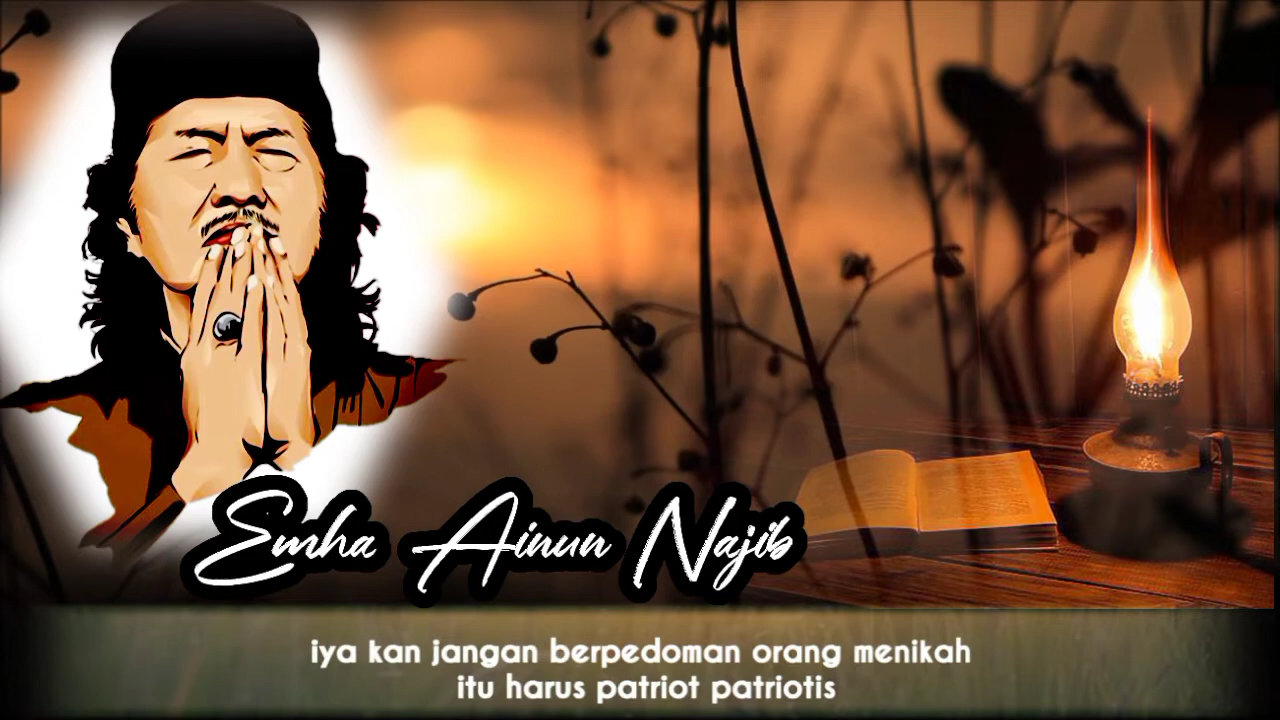 Emha Ainun Najib
iya kan jangan berpedoman orang menikah
itu harus patriot patriotis